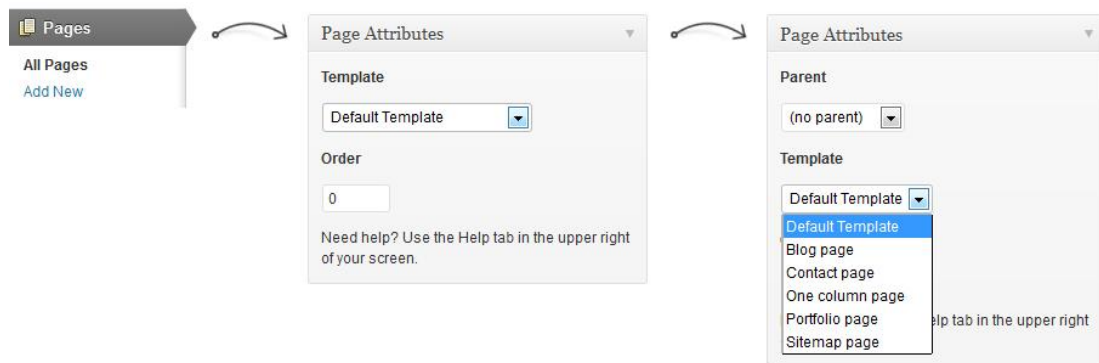 Pages
All Pages
Add New
Page Attributes
Template
Default Template
Order
0
Need help? Use the Help tab in the upper right
of your screen.
Page Attributes
Parent
(no parent)
Template
Default Template
Default Template
Blog page
Contact page
One column page
Portfolio page
Sitemap page
tab in the upper right